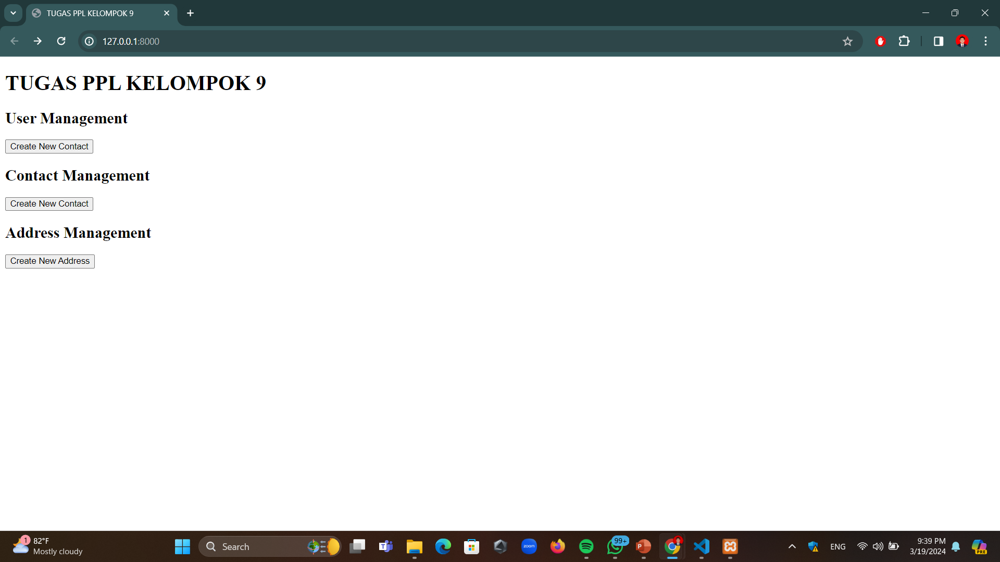 TUGAS PPL KELOMPOK 9
127.0.0.1:8000
TUGAS PPL KELOMPOK 9
User Management
Create New Contact
Contact Management
Create New Contact
Address Management
Create New Address
1
82°F
Mostly cloudy
Search
zoom
99+
ENG
9:39 PM
3/19/2024
PRE